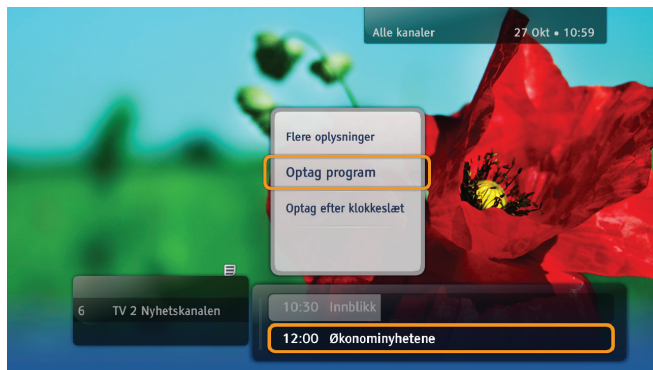 Alle kanaler 27 Okt • 10:59
Flere oplysninger
Optag program
Optag efter klokkeslæt
6 TV 2 Nyhetskanalen
10:30 Innblikk
12:00 Økonominyhetene